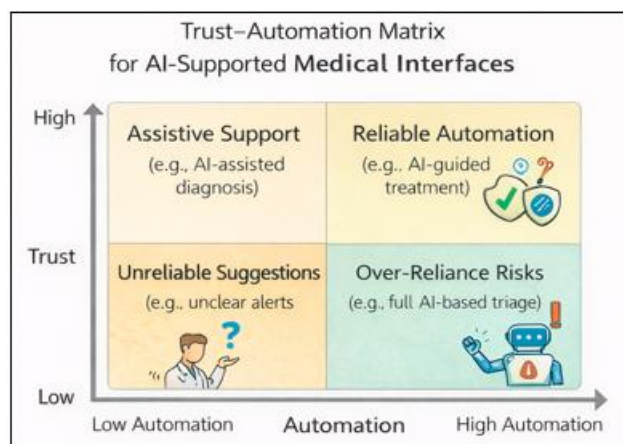 Trust–Automation Matrix
for AI-Supported Medical Interfaces
High
Assistive Support
(e.g., AI-assisted
diagnosis)
Reliable Automation
(e.g.. AI-guided
treatment)
?
Trust
Unreliable Suggestions
(e.g., unclear alerts
?
Over-Reliance Risks
(e.g., full AI-based triage)
!
Low
Low Automation
Automation
High Automation